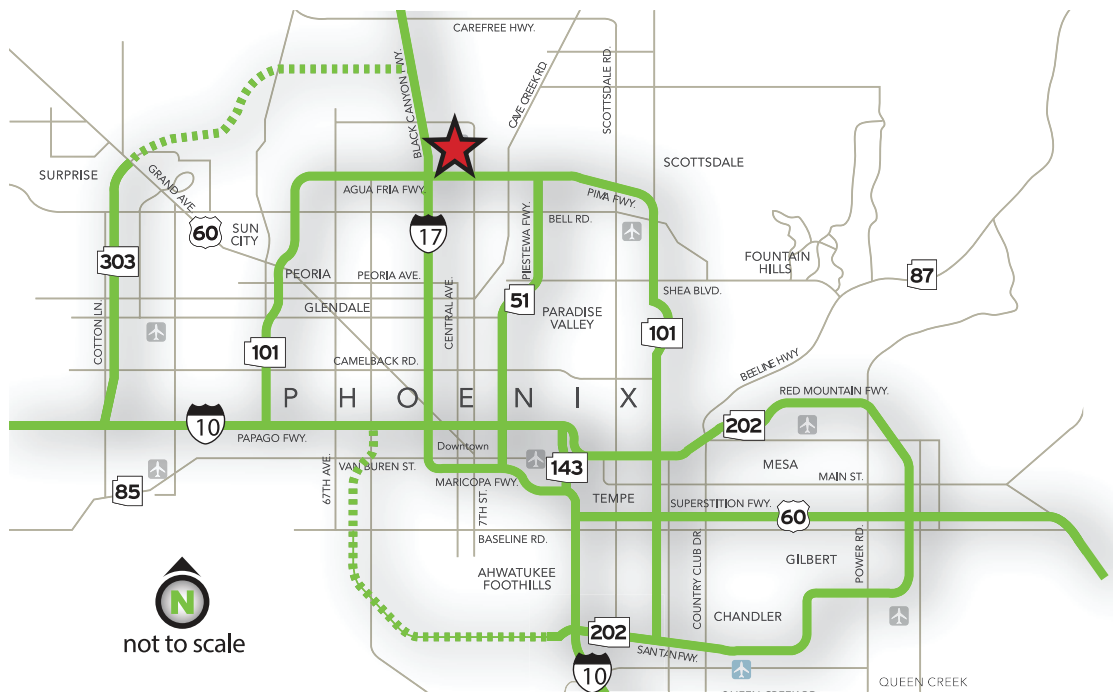 CAREFREE HWY.
BLACK CANYON FWY.
CAVE CREEK RD
SCOTTSDALE RD.
SCOTTSDALE
SURPRISE
GRAND AVE
AGUA FRIA FWY.
PIMA FWY.
60
SUN
CITY
17
PIESTEWA FWY.
BELL RD.
303
PEORIA
PEORIA AVE.
FOUNTAIN
HILLS
87
COTTON LN.
GLENDALE
CENTRAL AVE.
51
PARADISE
VALLEY
SHEA BLVD.
101
101
CAMELBACK RD.
BEELINE HWY
PHOENIX
RED MOUNTAIN FWY.
10
PAPAGO FWY.
202
Downtown
67TH AVE.
VAN BUREN ST.
143
MESA
85
MARICOPA FWY.
MAIN ST.
7TH ST.
TEMPE
SUPERSTITION FWY.
60
BASELINE RD.
COUNTRY CLUB DR.
GILBERT
POWER RD.
AHWATUKEE
FOOTHILLS
N
CHANDLER
not to scale
202
SANTAN FWY.
10
QUEEN CREEK